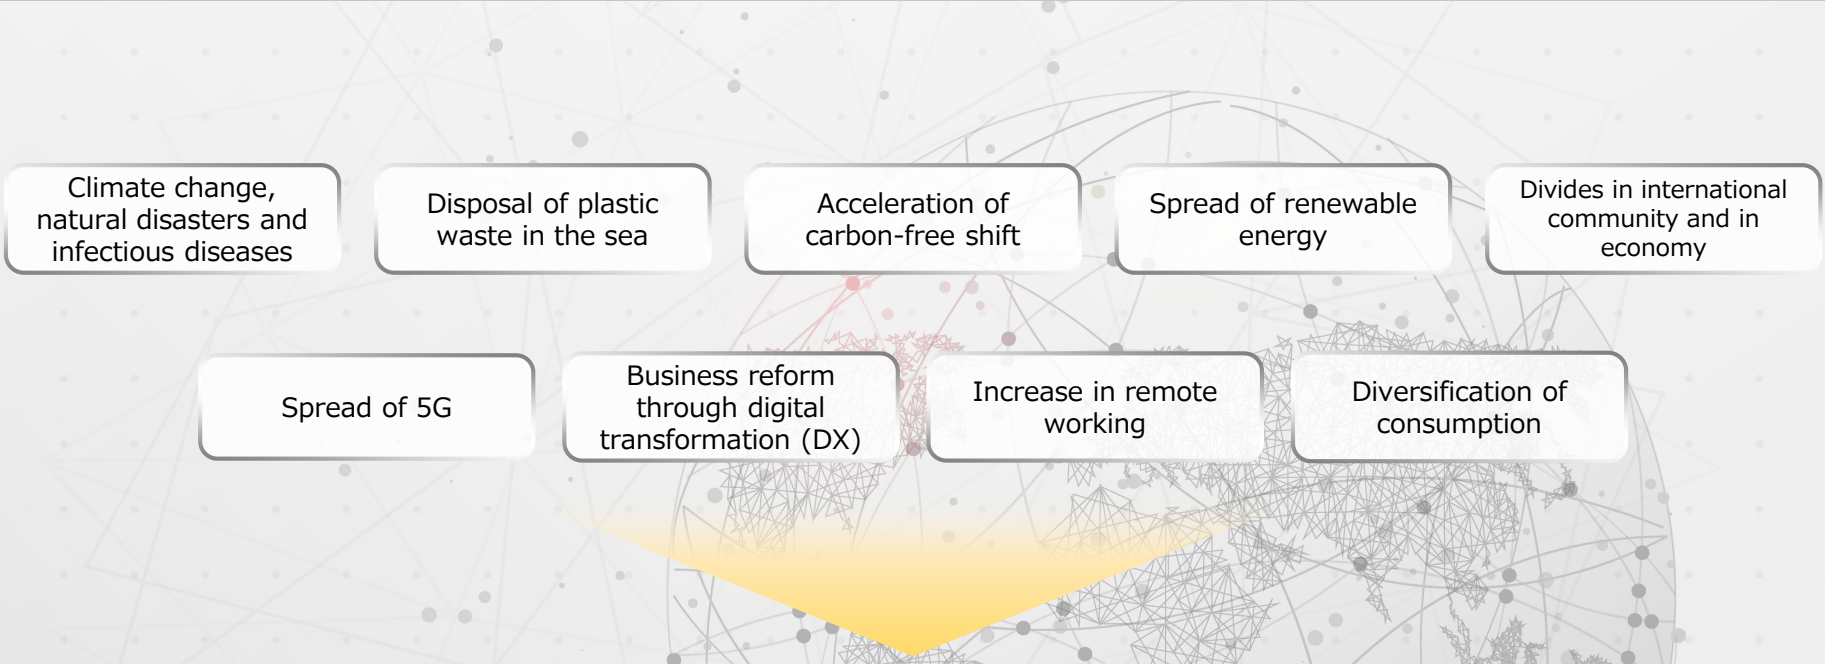 Climate change,
natural disasters and
infectious diseases
Disposal of plastic
waste in the sea
Acceleration of
carbon-free shift
Spread of renewable
energy
Divides in international
community and in
economy
Spread of 5G
Business reform
through digital
transformation (DX)
Increase in remote
working
Diversification of
consumption